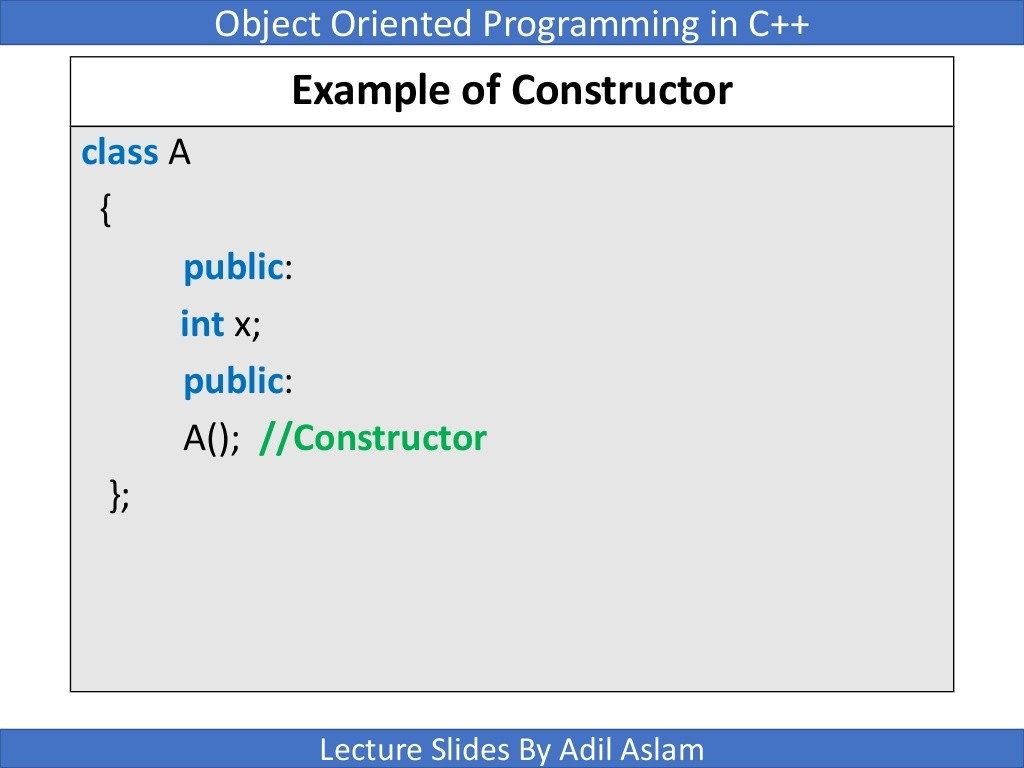 Object Oriented Programming in C++
Example of Constructor
class A
{
public:
int x;
public:
A(); //Constructor
};
Lecture Slides By Adil Aslam